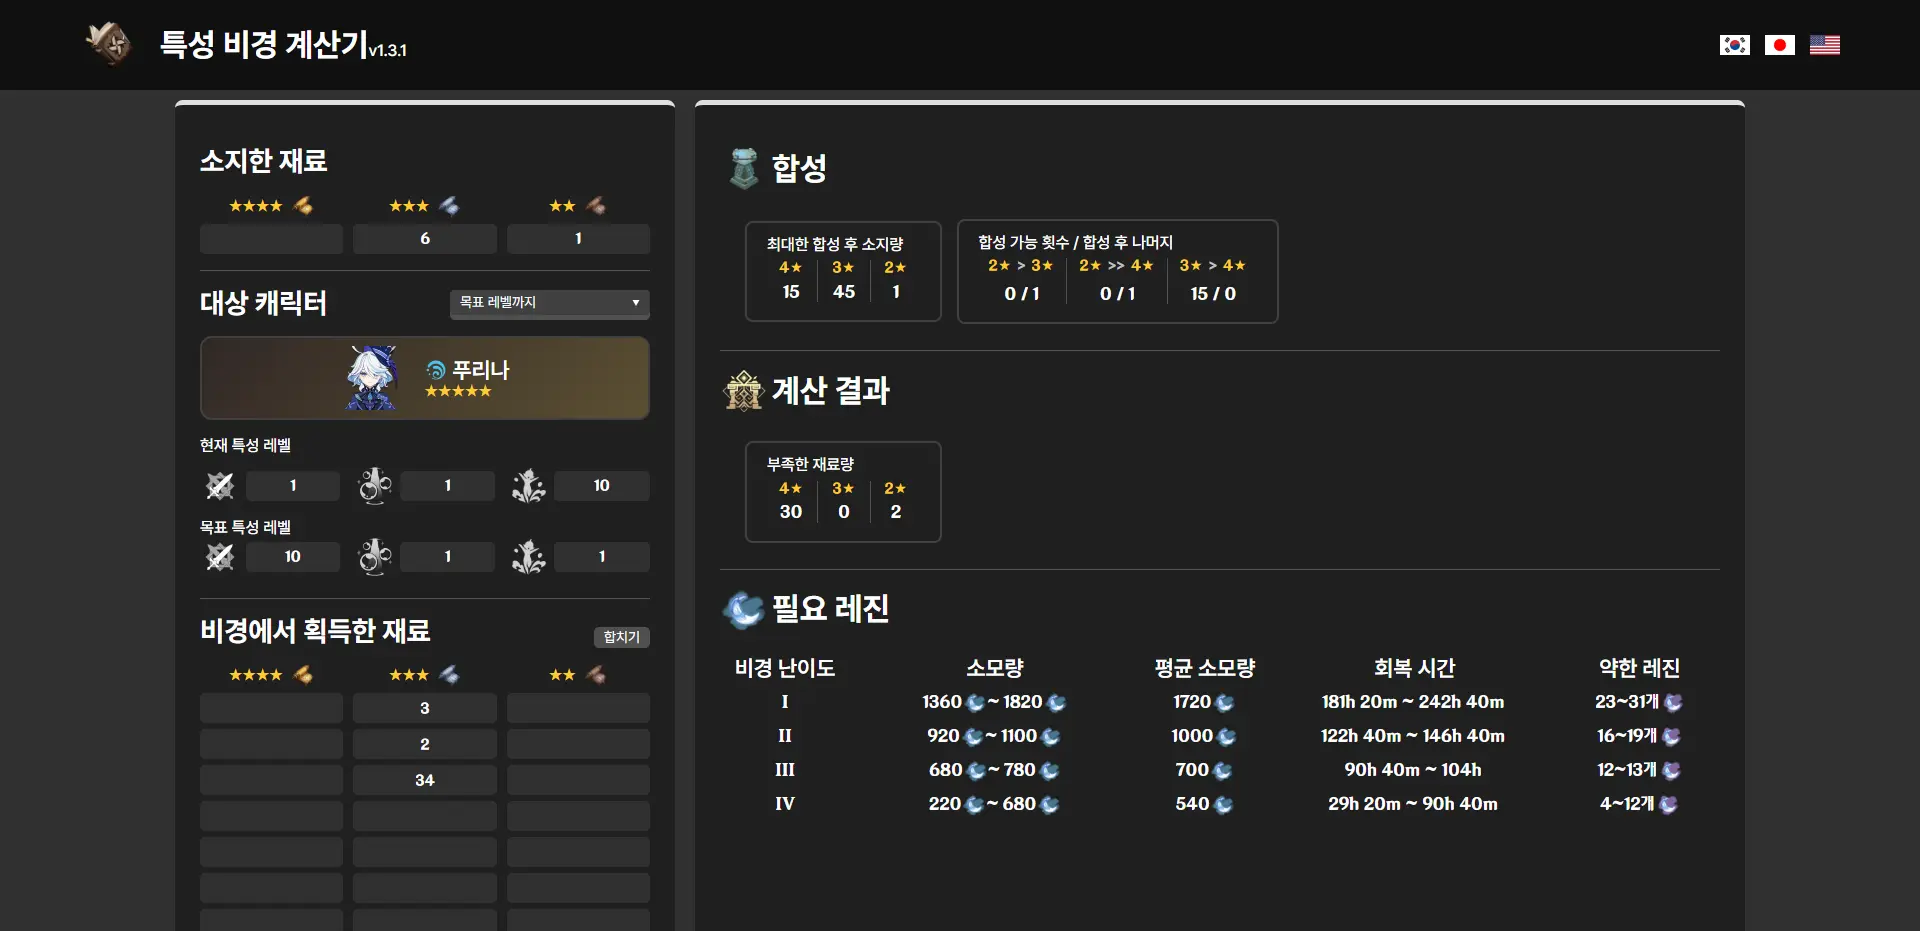 특성 비경 계산기v1.3.1
소지한 재료
★★★★ ★★★ ★★
6 1
대상 캐릭터
목표 레벨까지 ▼
푸리나
★★★★★
현재 특성 레벨
1 1 10
목표 특성 레벨
10 1 1
비경에서 획득한 재료
합치기
★★★★ ★★★ ★★
3
2
34
합성
최대한 합성 후 소지량
4★ 3★ 2★
15 45 1
합성 가능 횟수 / 합성 후 나머지
2★ > 3★ 2★ >> 4★ 3★ > 4★
0 / 1 0 / 1 15 / 0
계산 결과
부족한 재료량
4★ 3★ 2★
30 0 2
필요 레진
비경 난이도 소모량 평균 소모량 회복 시간 약한 레진
I 1360 ~ 1820 1720 181h 20m ~ 242h 40m 23~31개
II 920 ~ 1100 1000 122h 40m ~ 146h 40m 16~19개
III 680 ~ 780 700 90h 40m ~ 104h 12~13개
IV 220 ~ 680 540 29h 20m ~ 90h 40m 4~12개